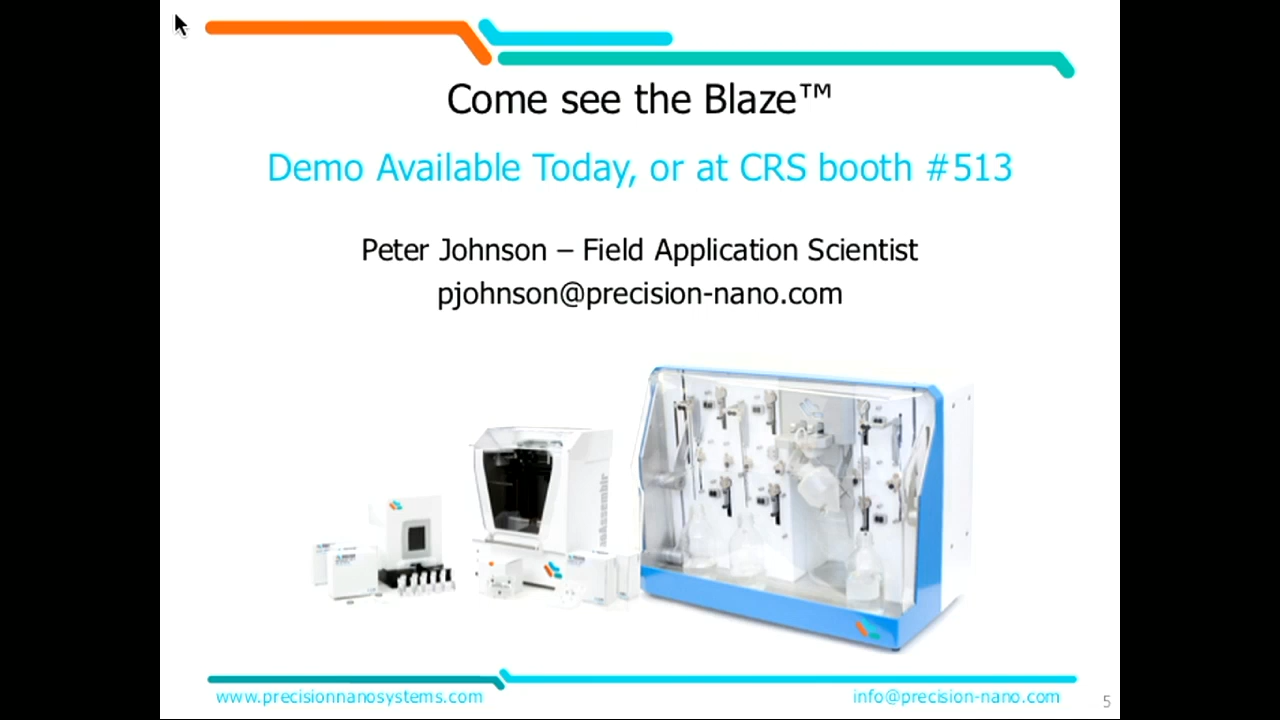 Come see the Blaze™
Demo Available Today, or at CRS booth #513
Peter Johnson – Field Application Scientist
pjohnson@precision-nano.com
www.precisionnanosystems.com
info@precision-nano.com
5